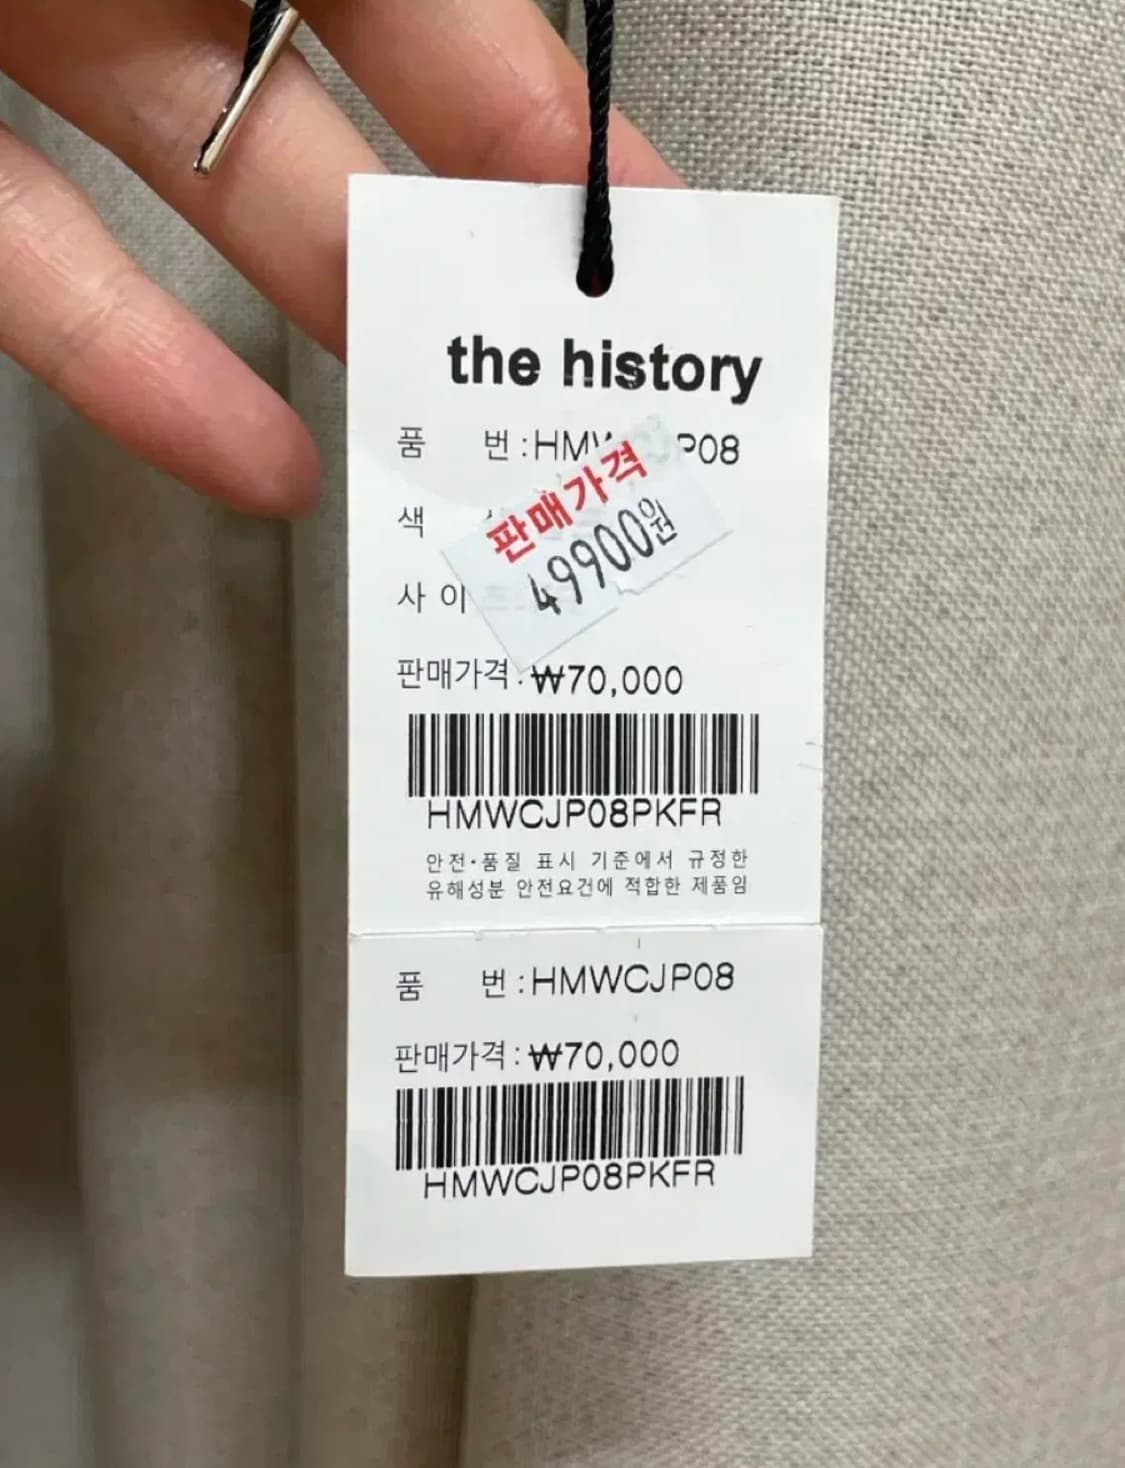 the history
품 번 : HMW P08
판매가격
49900원
색
사이
판매가격: ₩70,000
HMWCJP08PKFR
안전·품질 표시 기준에서 규정한
유해성분 안전요건에 적합한 제품임
품 번 : HMWCJP08
판매가격: ₩70,000
HMWCJP08PKFR